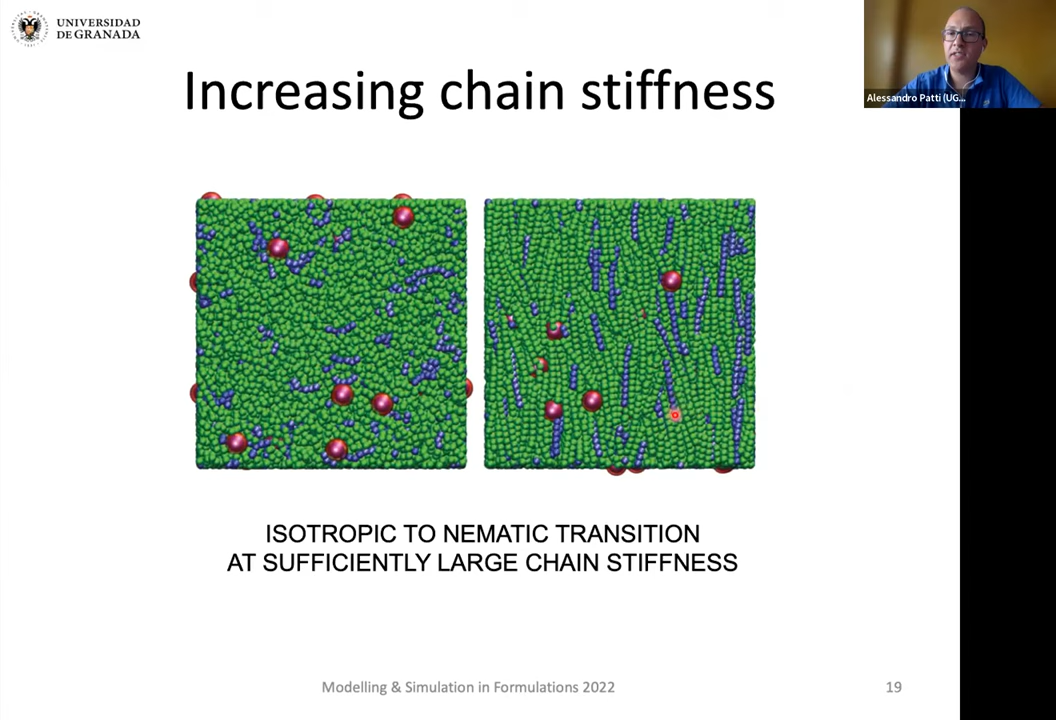 UNIVERSIDAD
DE GRANADA
Increasing chain stiffness
Alessandro Patti (UG...
ISOTROPIC TO NEMATIC TRANSITION
AT SUFFICIENTLY LARGE CHAIN STIFFNESS
Modelling & Simulation in Formulations 2022
19